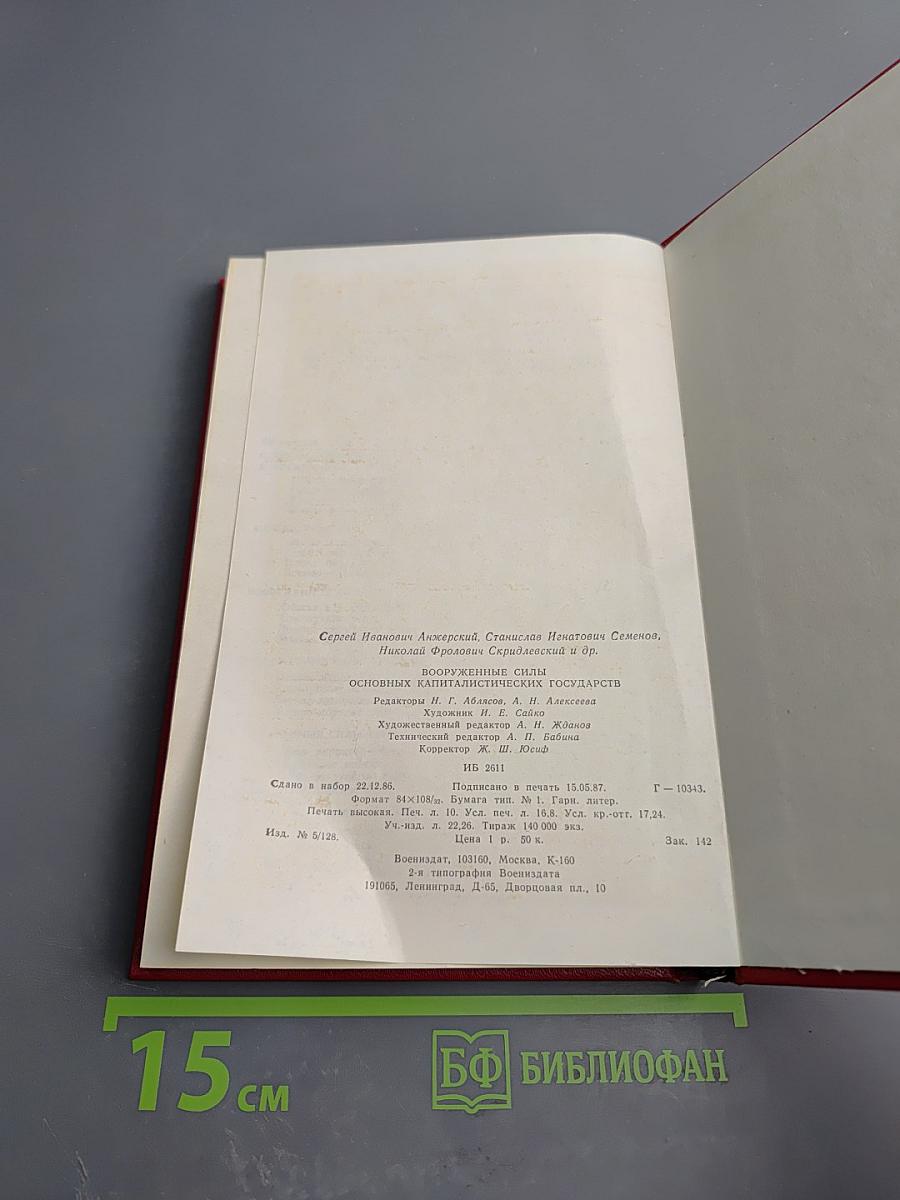 Сергей Иванович Анжерский, Станислав Игнатович Семенов,
Николай Фролович Скридлевский и др.
ВООРУЖЕННЫЕ СИЛЫ
ОСНОВНЫХ КАПИТАЛИСТИЧЕСКИХ ГОСУДАРСТВ
Редакторы Н. Г. Аблясов, А. Н. Алексеева
Художник И. Е. Сайко
Художественный редактор А. Н. Жданов
Технический редактор А. П. Бабина
Корректор Ж. Ш. Юсиф
ИБ 2611
Сдано в набор 22.12.86. Подписано в печать 15.05.87. Г — 10343.
Формат 84×108/32. Бумага тип. № 1. Гарн. литер.
Печать высокая. Печ. л. 10. Усл. печ. л. 16,8. Усл. кр.-отт. 17,24.
Уч.-изд. л. 22,26. Тираж 140 000 экз.
Изд. № 5/128. Цена 1 р. 50 к. Зак. 142
Воениздат, 103160, Москва, К-160
2-я типография Воениздата
191065, Ленинград, Д-65, Дворцовая пл., 10
15 см
БФ БИБЛИОФАН